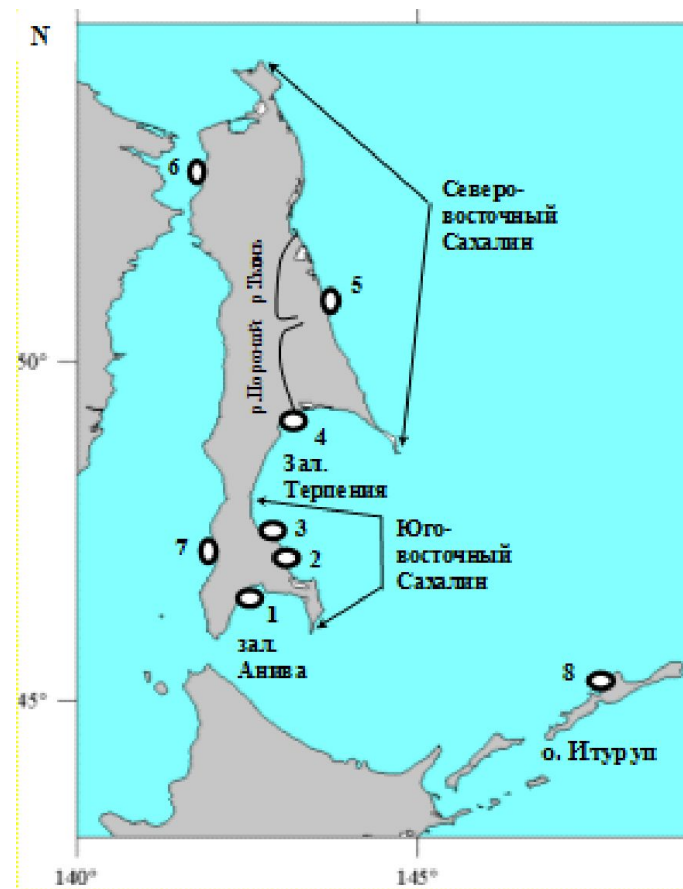 N
6
Северо-
восточный
Сахалин
р.Тымь
5
50°
р.Поронай
4
Зал.
Терпения
3
Юго-
восточный
Сахалин
7
2
1
зал.
Анива
8
45°
о. Итуруп
140°
145°